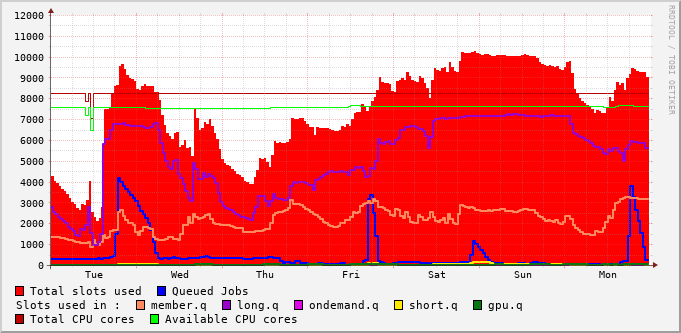 12000
11000
10000
9000
8000
7000
6000
5000
4000
3000
2000
1000
0
Tue Wed Thu Fri Sat Sun Mon
RRDTOOL / TOBI OETIKER
Total slots used Queued Jobs
Slots used in : member.q long.q ondemand.q short.q gpu.q
Total CPU cores Available CPU cores